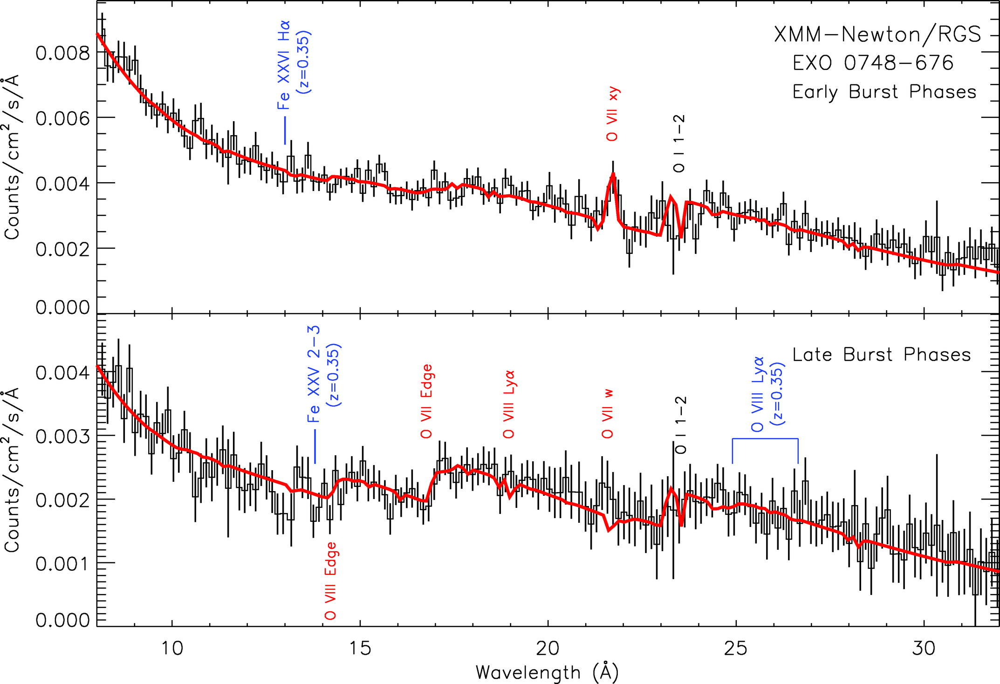 XMM-Newton/RGS
EXO 0748-676
Early Burst Phases
Fe XXVI Hα
(z=0.35)
O VII xy
O I 1-2
0.008
0.006
0.004
0.002
0.000
Counts/cm²/s/Å
Late Burst Phases
Fe XXV 2-3
(z=0.35)
O VII Edge
O VIII Lyα
O VII w
O I 1-2
O VIII Lyα
(z=0.35)
O VIII Edge
0.004
0.003
0.002
0.001
0.000
Counts/cm²/s/Å
10 15 20 25 30
Wavelength (Å)